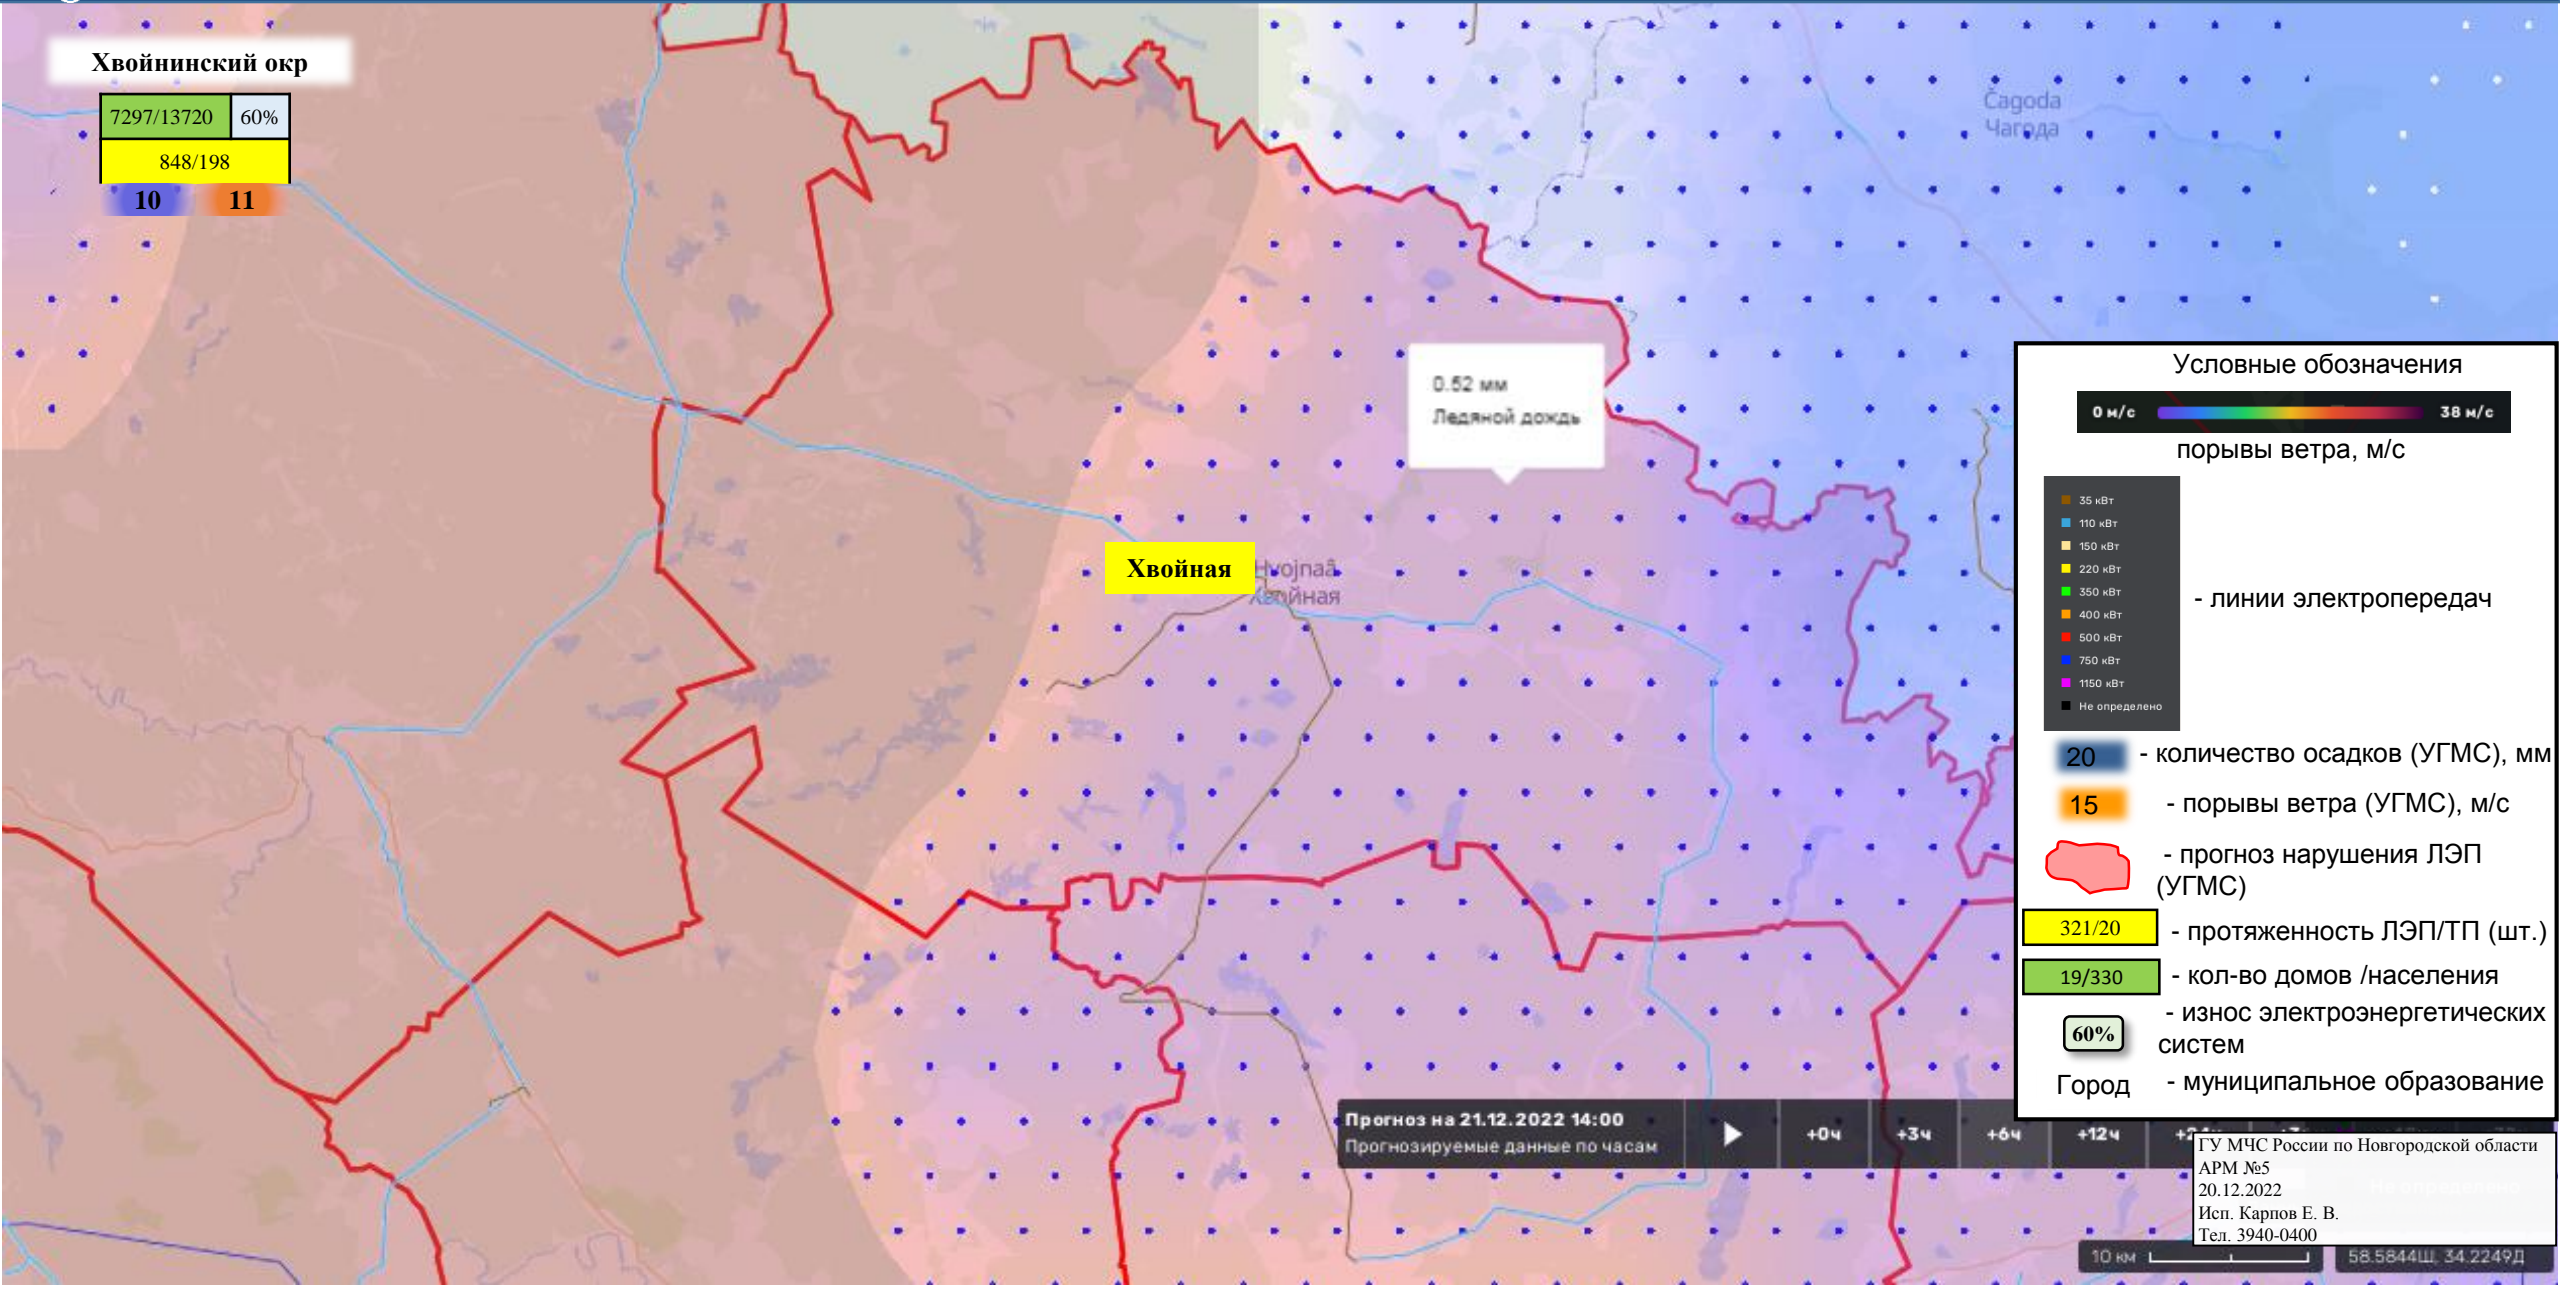 Хвойнинский окр
7297/13720 60%
848/198
10 11
Čagoda
Чагода
0.52 мм
Ледяной дождь
Хвойная
Hvojnaâ
Хвойная
Условные обозначения
0 м/с 38 м/с
порывы ветра, м/с
35 кВт
110 кВт
150 кВт
220 кВт
350 кВт
400 кВт
500 кВт
750 кВт
1150 кВт
Не определено
- линии электропередач
20 - количество осадков (УГМС), мм
15 - порывы ветра (УГМС), м/с
- прогноз нарушения ЛЭП
(УГМС)
321/20 - протяженность ЛЭП/ТП (шт.)
19/330 - кол-во домов /населения
60% - износ электроэнергетических
систем
Город - муниципальное образование
Прогноз на 21.12.2022 14:00
Прогнозируемые данные по часам
+0ч +3ч +6ч +12ч
ГУ МЧС России по Новгородской области
АРМ №5
20.12.2022
Исп. Карпов Е. В.
Тел. 3940-0400
10 км 58.5844Ш, 34.2249Д